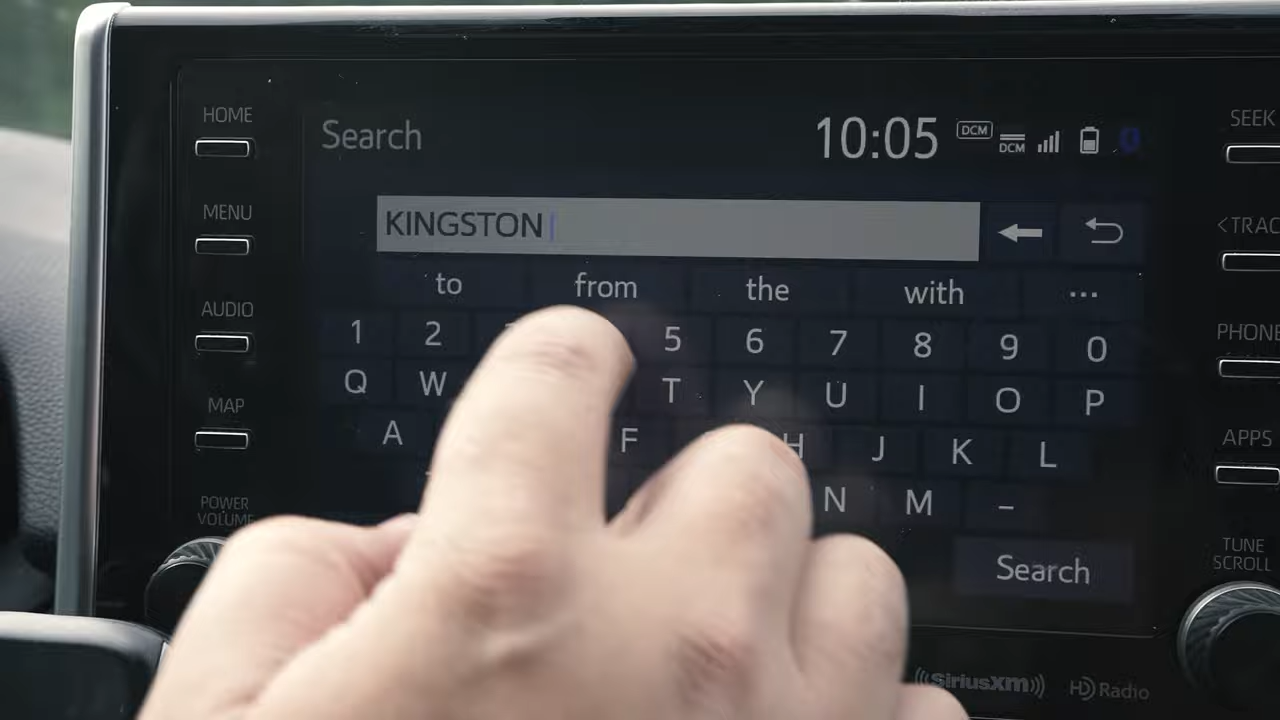 HOME
MENU
AUDIO
MAP
POWER
VOLUME
Search
10:05
DCM
DCM
KINGSTON
to from the with ...
1 2 5 6 7 8 9 0
Q W T Y U I O P
A F H J K L
N M –
Search
SEEK
<TRAC
PHONE
APPS
TUNE
SCROLL
((SiriusXM))
HD Radio